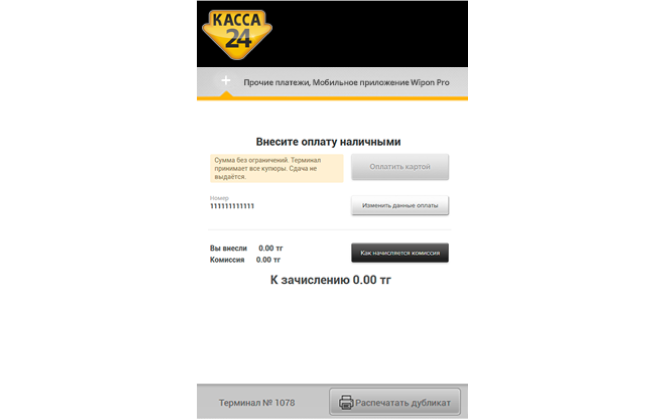 КАССА
24
Прочие платежи, Мобильное приложение Wipon Pro
Внесите оплату наличными
Сумма без ограничений. Терминал
принимает все купюры. Сдача не
выдаётся.
Оплатить картой
Номер
111111111111
Изменить данные оплаты
Вы внесли 0.00 тг
Комиссия 0.00 тг
Как начисляется комиссия
К зачислению 0.00 тг
Терминал № 1078
Распечатать дубликат